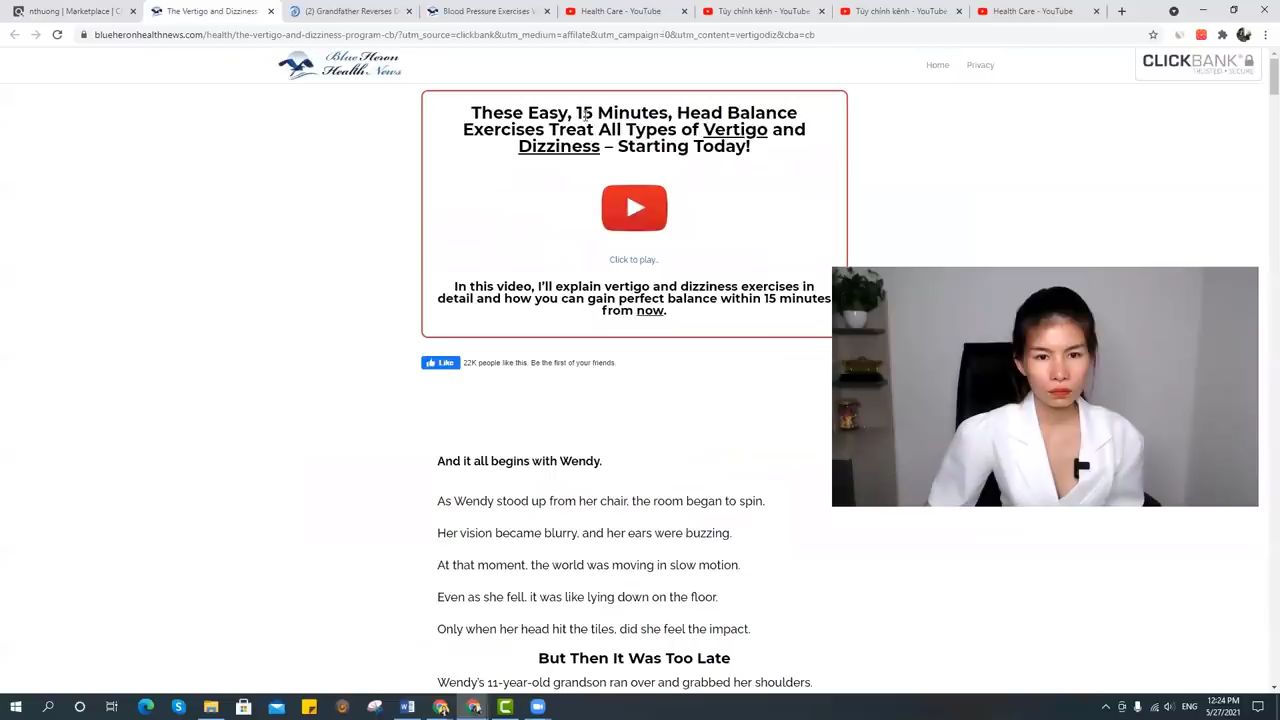 nthuong | Marketplace | C
The Vertigo and Dizziness
(2) Grandfather Reverses D
Blood Pressure Exercises
Health Care - YouTube
Tùy chỉnh kênh - YouTube
Tùy chỉnh kênh - YouTube
Health Care - YouTube
blueheronhealthnews.com/health/the-vertigo-and-dizziness-program-cb/?utm_source=clickbank&utm_medium=affilate&utm_campaign=0&utm_content=vertigodiz&cba=cb
Blue Heron
Health News
Home
Privacy
CLICKBANK®
TRUSTED • SECURE
These Easy, 15 Minutes, Head Balance
Exercises Treat All Types of Vertigo and
Dizziness – Starting Today!
Click to play..
In this video, I'll explain vertigo and dizziness exercises in
detail and how you can gain perfect balance within 15 minutes
from now.
Like
22K people like this. Be the first of your friends.
And it all begins with Wendy.
As Wendy stood up from her chair, the room began to spin,
Her vision became blurry, and her ears were buzzing.
At that moment, the world was moving in slow motion.
Even as she fell, it was like lying down on the floor.
Only when her head hit the tiles, did she feel the impact.
But Then It Was Too Late
Wendy's 11-year-old grandson ran over and grabbed her shoulders.
ENG
12:24 PM
5/27/2021